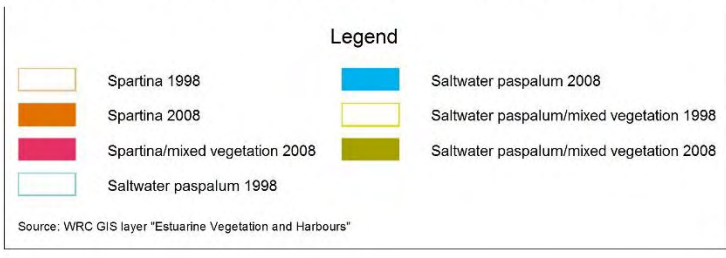 Legend
Spartina 1998
Spartina 2008
Spartina/mixed vegetation 2008
Saltwater paspalum 1998
Saltwater paspalum 2008
Saltwater paspalum/mixed vegetation 1998
Saltwater paspalum/mixed vegetation 2008
Source: WRC GIS layer "Estuarine Vegetation and Harbours"